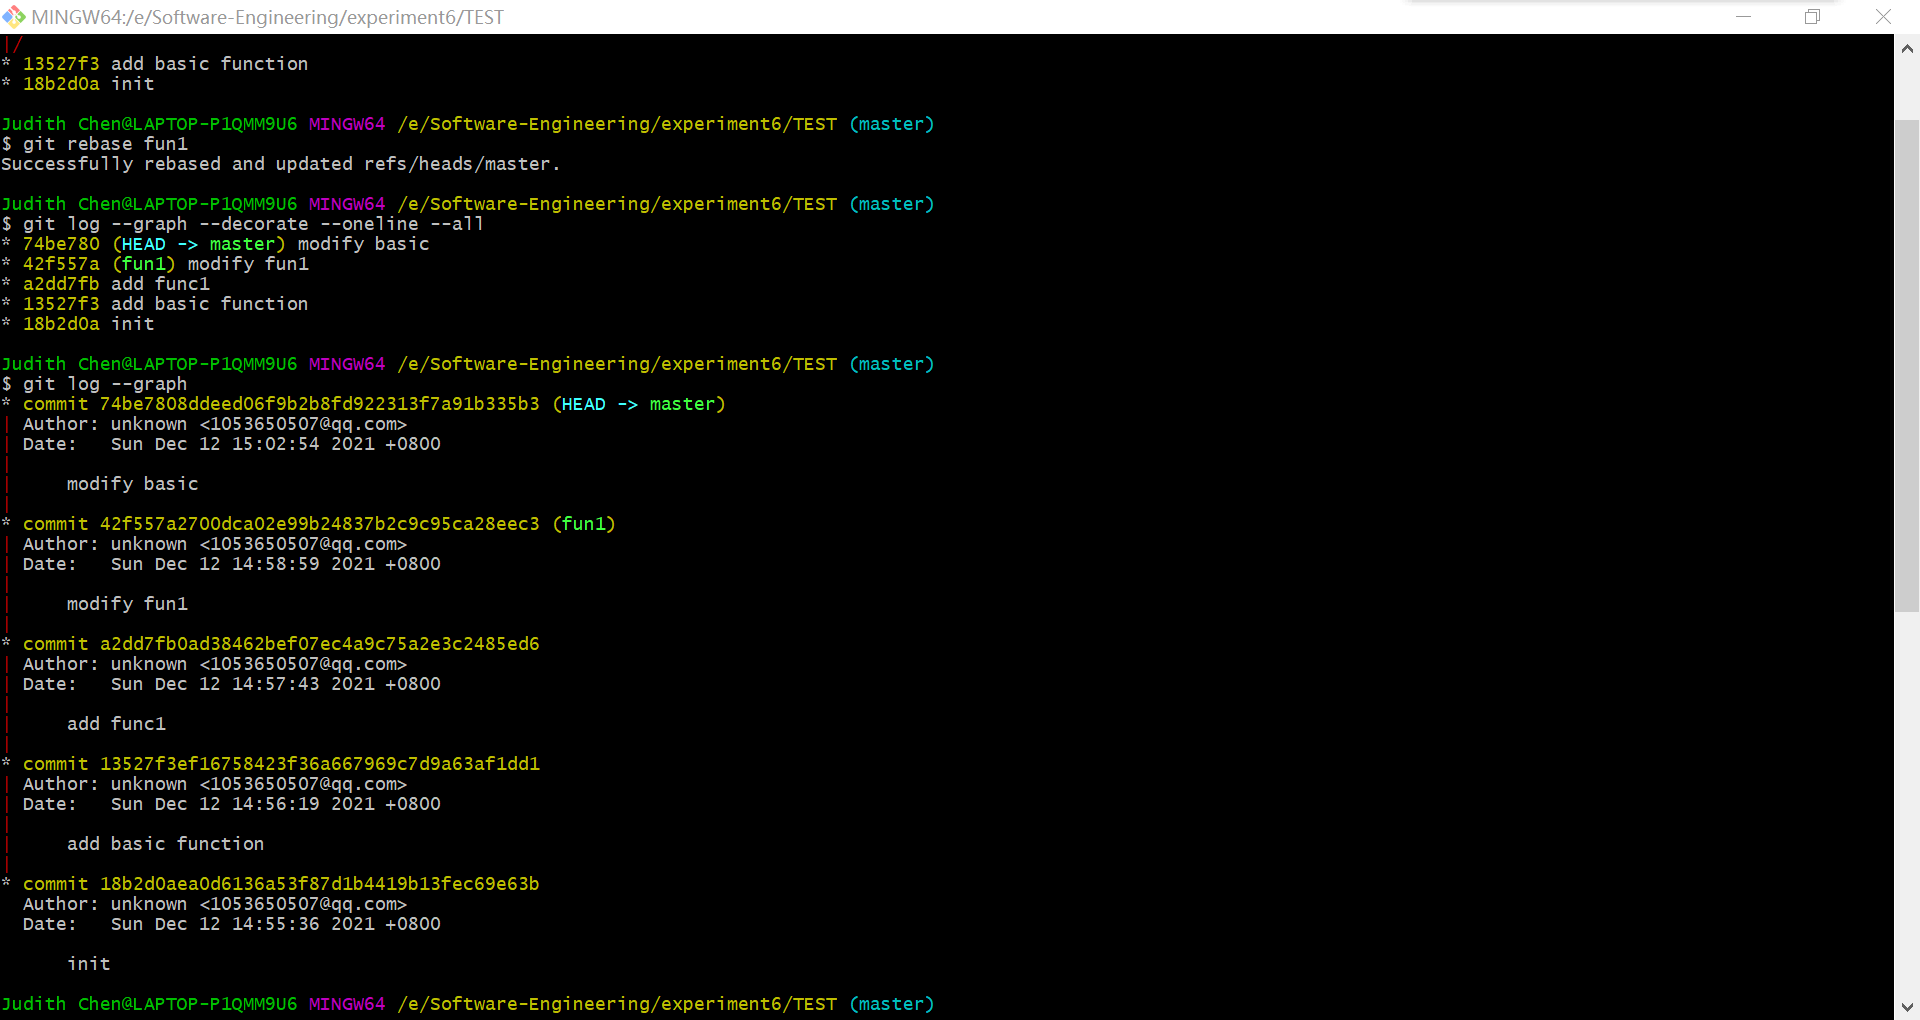 MINGW64:/e/Software-Engineering/experiment6/TEST
|/
* 13527f3 add basic function
* 18b2d0a init
Judith Chen@LAPTOP-P1QMM9U6 MINGW64 /e/Software-Engineering/experiment6/TEST (master)
$ git rebase fun1
Successfully rebased and updated refs/heads/master.
Judith Chen@LAPTOP-P1QMM9U6 MINGW64 /e/Software-Engineering/experiment6/TEST (master)
$ git log --graph --decorate --oneline --all
* 74be780 (HEAD -> master) modify basic
* 42f557a (fun1) modify fun1
* a2dd7fb add func1
* 13527f3 add basic function
* 18b2d0a init
Judith Chen@LAPTOP-P1QMM9U6 MINGW64 /e/Software-Engineering/experiment6/TEST (master)
$ git log --graph
* commit 74be7808ddeed06f9b2b8fd922313f7a91b335b3 (HEAD -> master)
| Author: unknown <1053650507@qq.com>
| Date:   Sun Dec 12 15:02:54 2021 +0800
|
|     modify basic
|
* commit 42f557a2700dca02e99b24837b2c9c95ca28eec3 (fun1)
| Author: unknown <1053650507@qq.com>
| Date:   Sun Dec 12 14:58:59 2021 +0800
|
|     modify fun1
|
* commit a2dd7fb0ad38462bef07ec4a9c75a2e3c2485ed6
| Author: unknown <1053650507@qq.com>
| Date:   Sun Dec 12 14:57:43 2021 +0800
|
|     add func1
|
* commit 13527f3ef16758423f36a667969c7d9a63af1dd1
| Author: unknown <1053650507@qq.com>
| Date:   Sun Dec 12 14:56:19 2021 +0800
|
|     add basic function
|
* commit 18b2d0aea0d6136a53f87d1b4419b13fec69e63b
  Author: unknown <1053650507@qq.com>
  Date:   Sun Dec 12 14:55:36 2021 +0800
      init
Judith Chen@LAPTOP-P1QMM9U6 MINGW64 /e/Software-Engineering/experiment6/TEST (master)